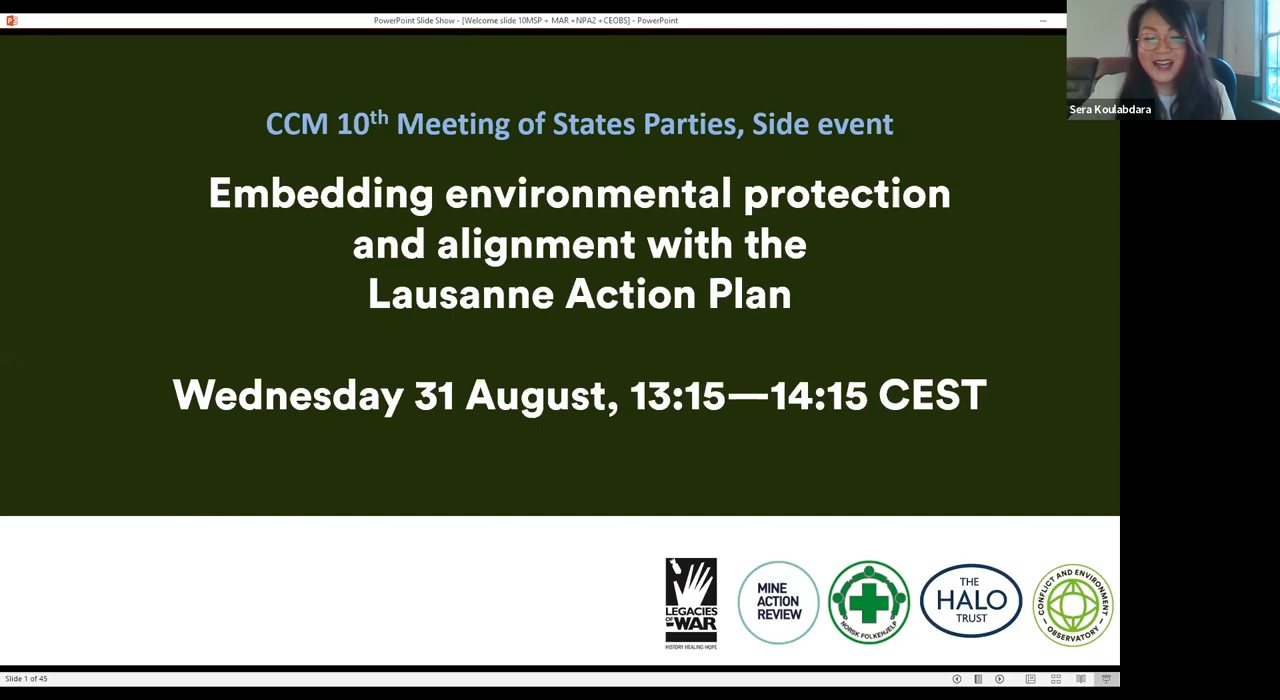 PowerPoint Slide Show - [Welcome slide 10MSP + MAR +NPA2 +CEOBS] - PowerPoint
Sera Koulabdara
CCM 10th Meeting of States Parties, Side event
Embedding environmental protection
and alignment with the
Lausanne Action Plan
Wednesday 31 August, 13:15—14:15 CEST
LEGACIES
OF WAR
HISTORY HEALING HOPE
MINE
ACTION
REVIEW
NORSK FOLKEHJELP
THE
HALO
TRUST
CONFLICT AND ENVIRONMENT
OBSERVATORY
Slide 1 of 45